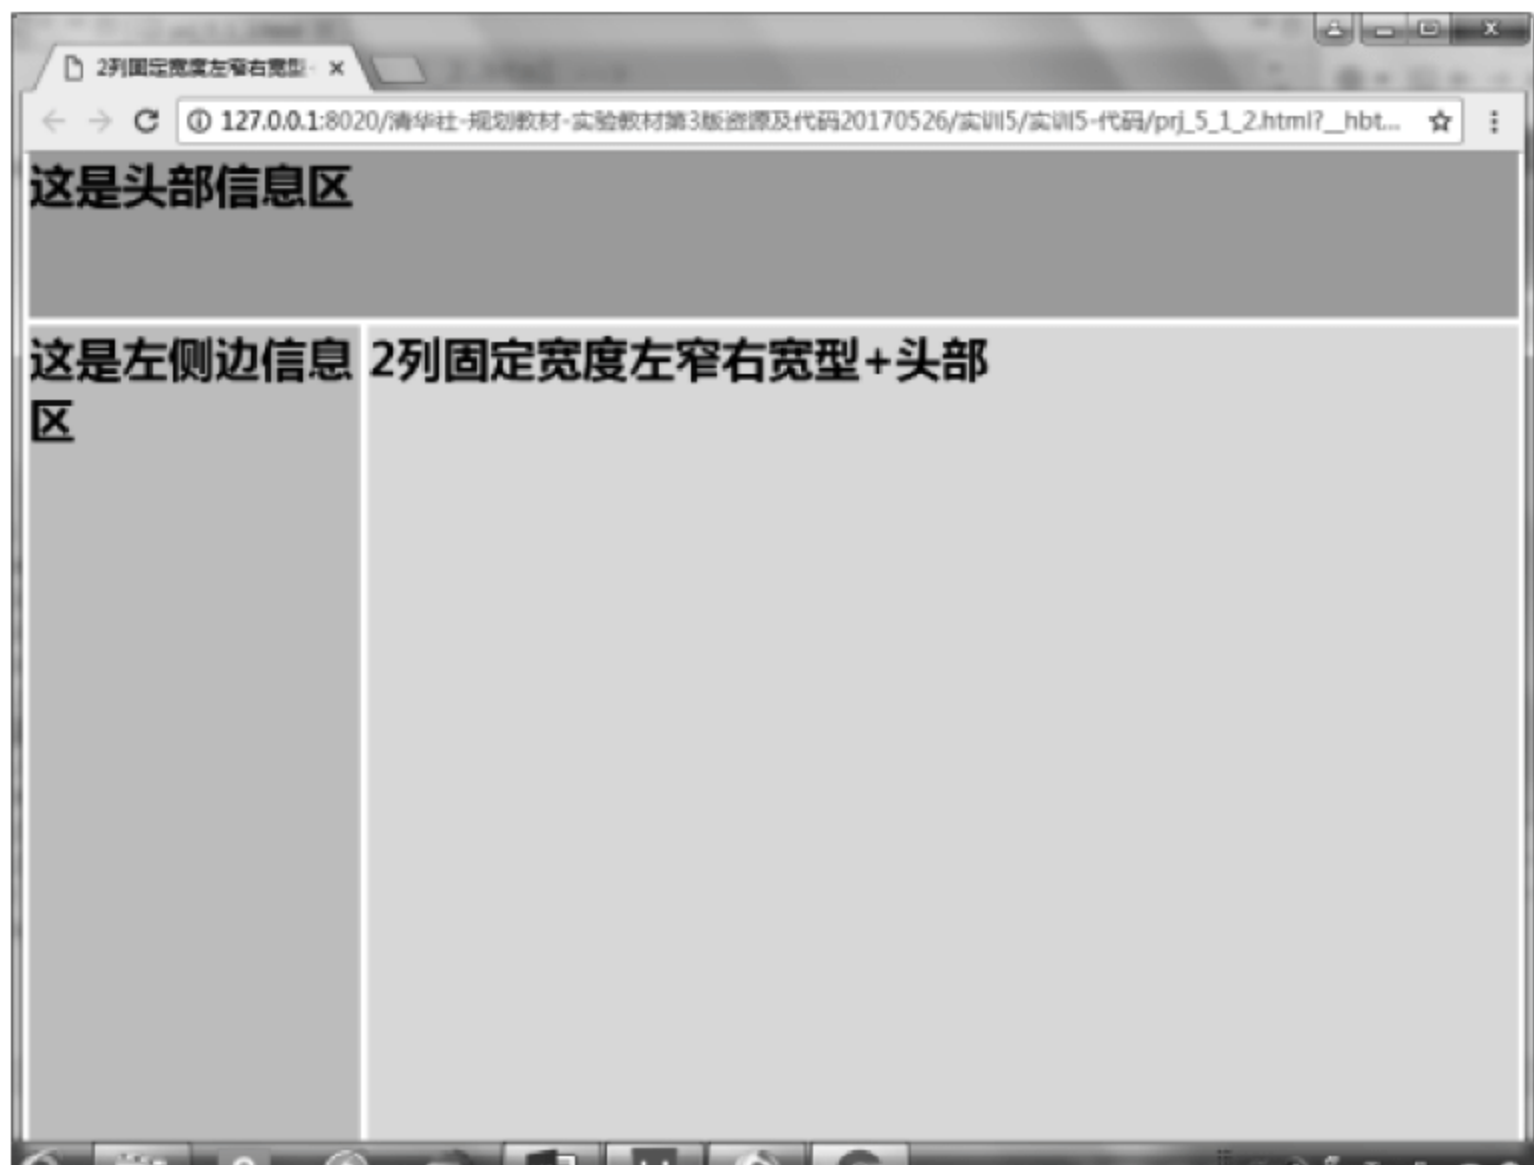 2列固定宽度左窄右宽型-
127.0.0.1:8020/清华社-规划教材-实验教材第3版资源及代码20170526/实训5/实训5-代码/prj_5_1_2.html?__hbt...
这是头部信息区
这是左侧边信息
区
2列固定宽度左窄右宽型+头部